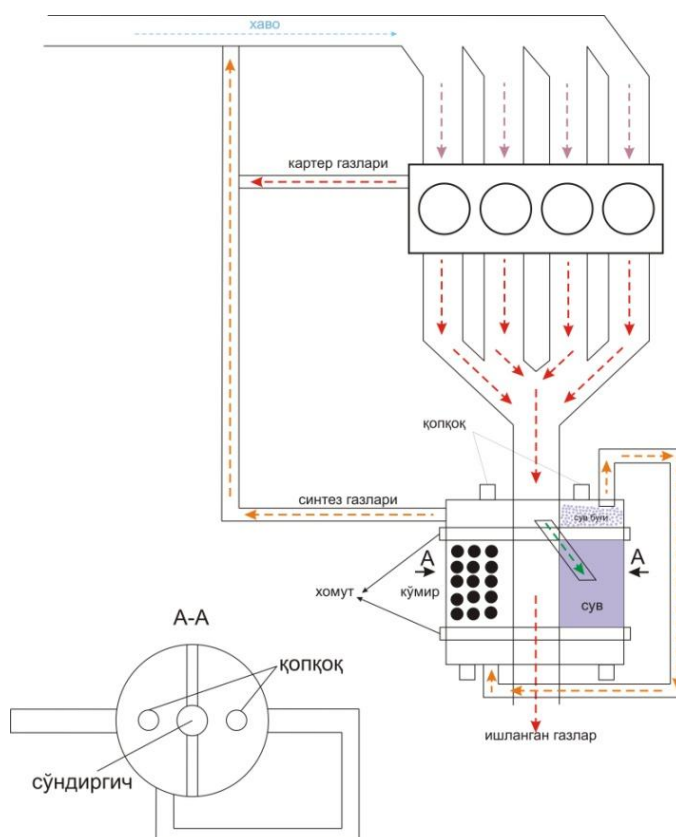 хаво
картер газлари
қопқоқ
синтез газлари
сув буғи
А
А
хомут
кўмир
сув
А-А
қопқоқ
ишланган газлар
сўндиргич